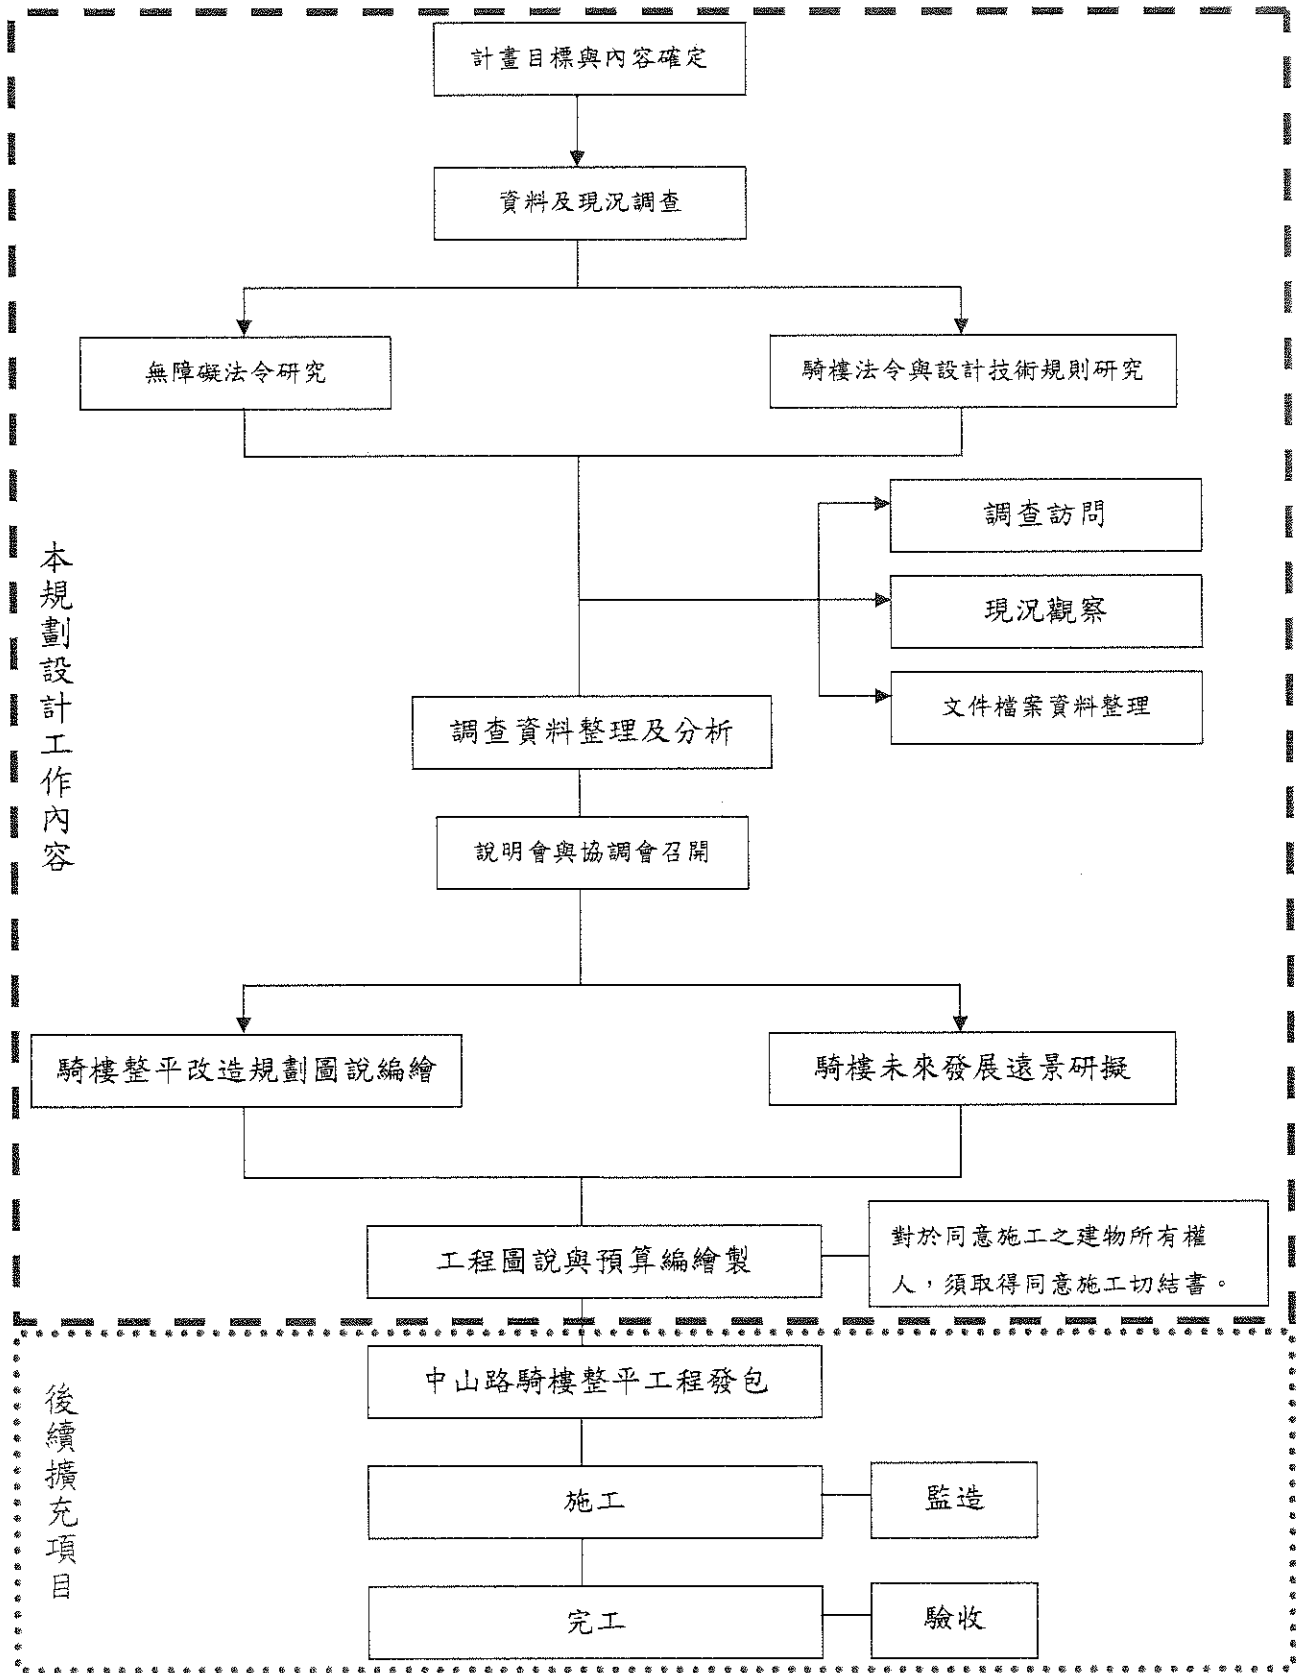 計畫目標與內容確定
資料及現況調查
無障礙法令研究
騎樓法令與設計技術規則研究
調查訪問
現況觀察
文件檔案資料整理
本規劃設計工作內容
調查資料整理及分析
說明會與協調會召開
騎樓整平改造規劃圖說編繪
騎樓未來發展遠景研擬
工程圖說與預算編繪製
對於同意施工之建物所有權
人，須取得同意施工切結書。
後續擴充項目
中山路騎樓整平工程發包
施工
監造
完工
驗收